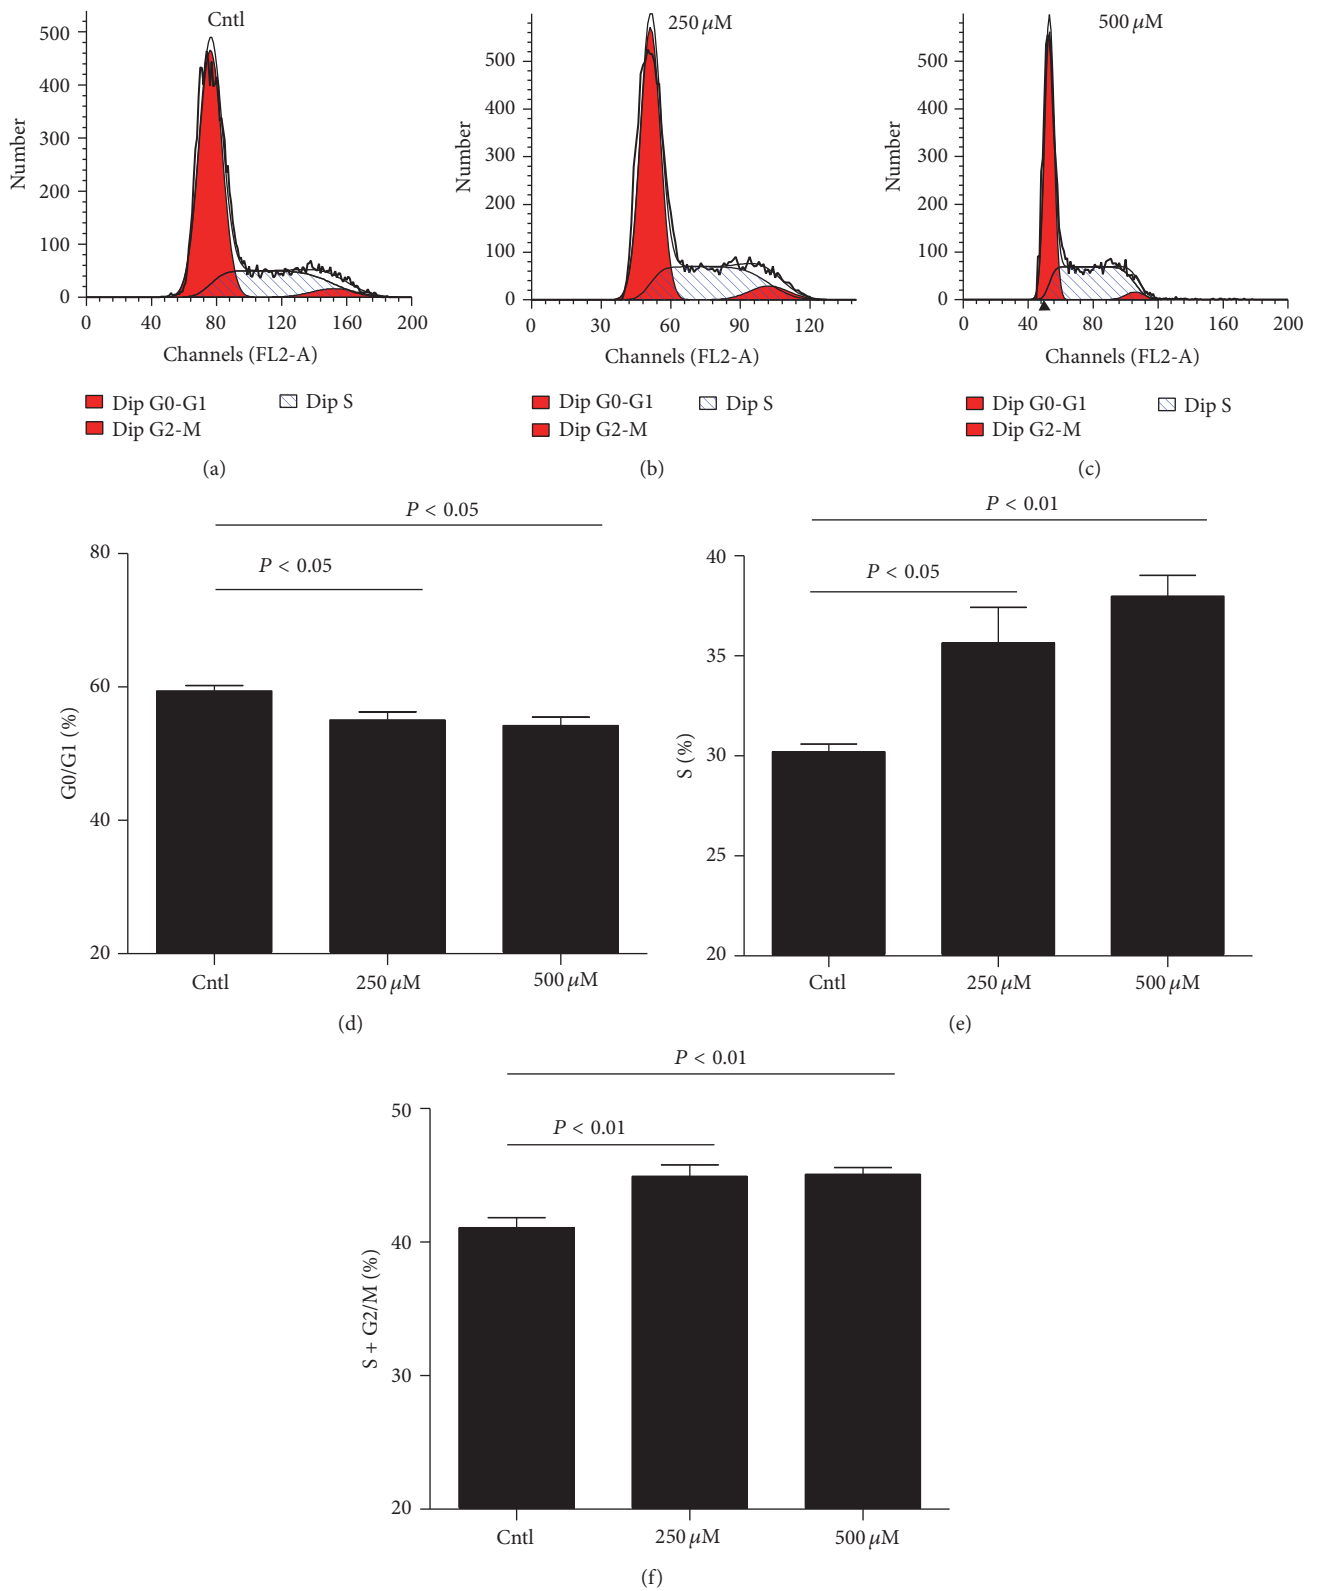 Cntl
500
400
300
200
100
0
Number
0 40 80 120 160 200
Channels (FL2-A)
Dip G0-G1
Dip G2-M
Dip S
(a)
250 μM
500
400
300
200
100
0
Number
0 30 60 90 120
Channels (FL2-A)
Dip G0-G1
Dip G2-M
Dip S
(b)
500 μM
500
400
300
200
100
0
Number
0 40 80 120 160 200
Channels (FL2-A)
Dip G0-G1
Dip G2-M
Dip S
(c)
P < 0.05
P < 0.05
80
60
40
20
G0/G1 (%)
Cntl 250 μM 500 μM
(d)
P < 0.01
P < 0.05
40
35
30
25
20
S (%)
Cntl 250 μM 500 μM
(e)
P < 0.01
P < 0.01
50
40
30
20
S + G2/M (%)
Cntl 250 μM 500 μM
(f)